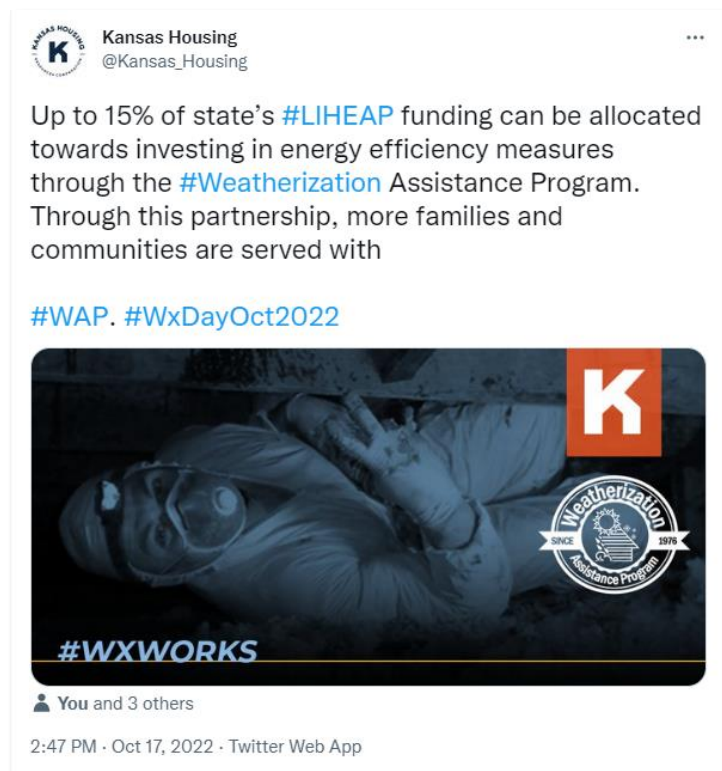 Kansas Housing
@Kansas_Housing
Up to 15% of state's #LIHEAP funding can be allocated
towards investing in energy efficiency measures
through the #Weatherization Assistance Program.
Through this partnership, more families and
communities are served with
#WAP. #WxDayOct2022
K
Weatherization
SINCE 1976
Assistance Program
#WXWORKS
You and 3 others
2:47 PM · Oct 17, 2022 · Twitter Web App